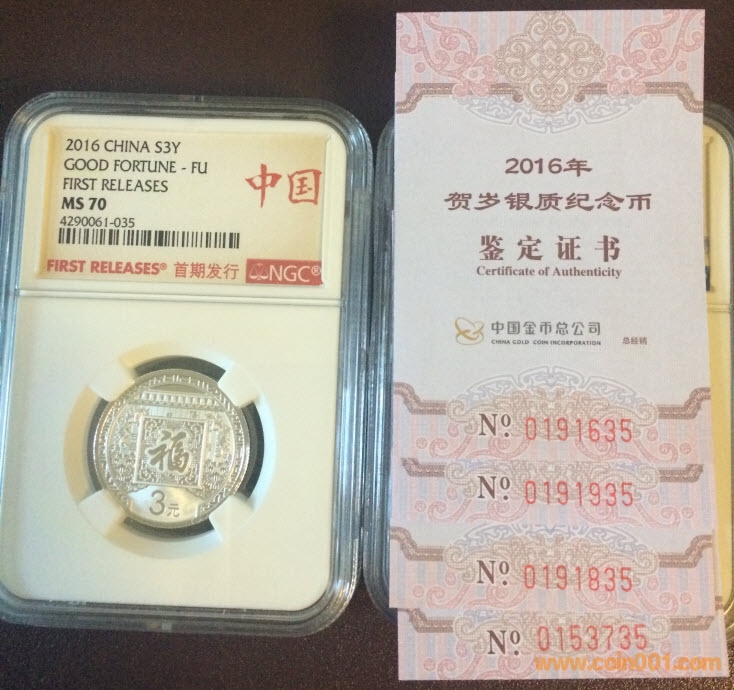 2016 CHINA S3Y
GOOD FORTUNE - FU
FIRST RELEASES
MS 70
4290061-035
中国
FIRST RELEASES® 首期发行
NGC®
福
3元
2016年
贺岁银质纪念币
鉴定证书
Certificate of Authenticity
中国金币总公司
CHINA GOLD COIN INCORPORATION
总经销
No. 0191635
No. 0191935
No. 0191835
No. 0153735
www.coin001.com